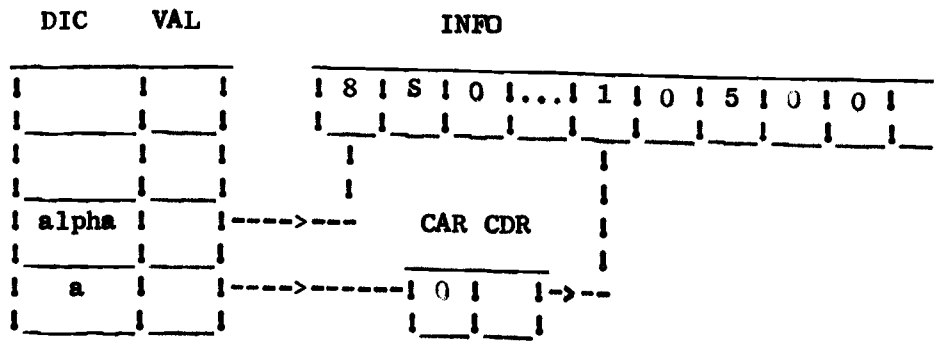 DIC VAL INFO
8 S 0 ... 1 0 5 0 0
alpha CAR CDR
a 0